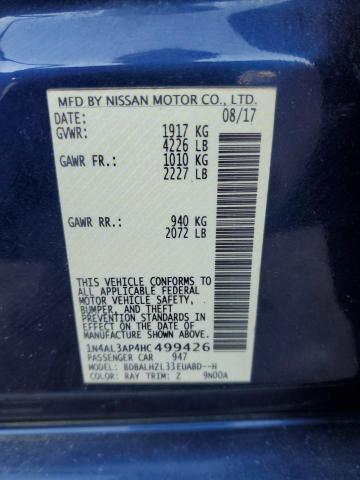 MFD BY NISSAN MOTOR CO., LTD.
DATE: 08/17
GVWR: 1917 KG
4226 LB
GAWR FR.: 1010 KG
2227 LB
GAWR RR.: 940 KG
2072 LB
THIS VEHICLE CONFORMS TO
ALL APPLICABLE FEDERAL
MOTOR VEHICLE SAFETY,
BUMPER, AND THEFT
PREVENTION STANDARDS IN
EFFECT ON THE DATE OF
MANUFACTURE SHOWN ABOVE.
1N4AL3AP4HC 499426
PASSENGER CAR 947
MODEL: BDBALHZL33EUABD--H
COLOR: RAY TRIM: Z 9N00A